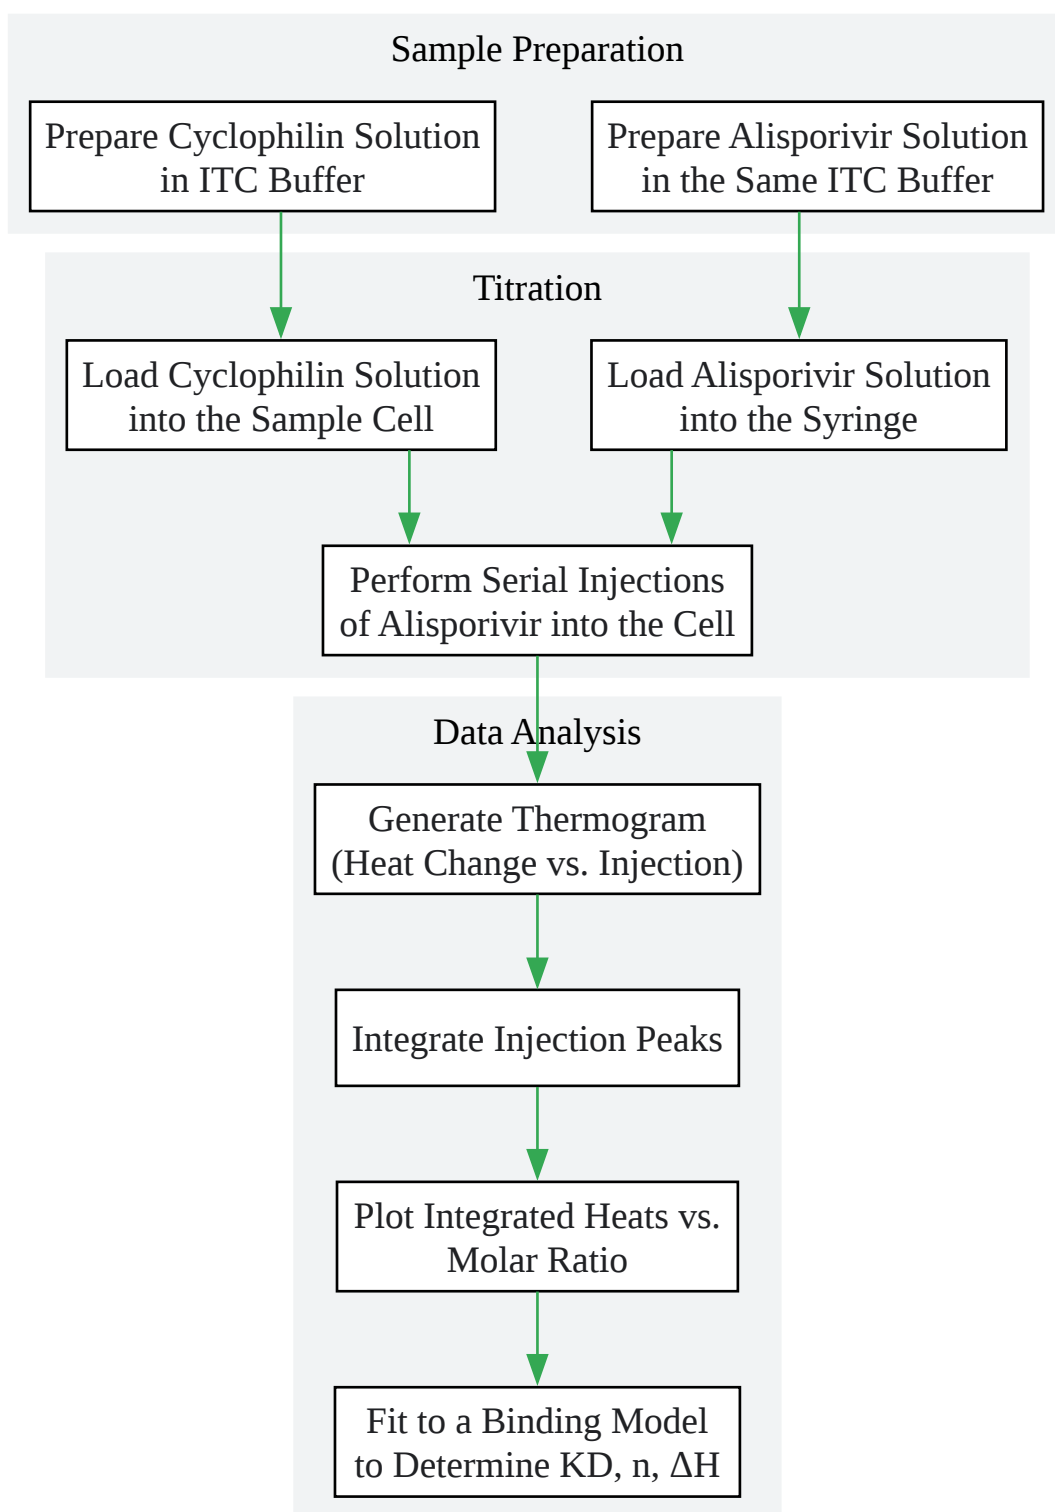 Sample Preparation
Prepare Cyclophilin Solution
in ITC Buffer
Prepare Alisporivir Solution
in the Same ITC Buffer
Titration
Load Cyclophilin Solution
into the Sample Cell
Load Alisporivir Solution
into the Syringe
Perform Serial Injections
of Alisporivir into the Cell
Data Analysis
Generate Thermogram
(Heat Change vs. Injection)
Integrate Injection Peaks
Plot Integrated Heats vs.
Molar Ratio
Fit to a Binding Model
to Determine KD, n, ΔH